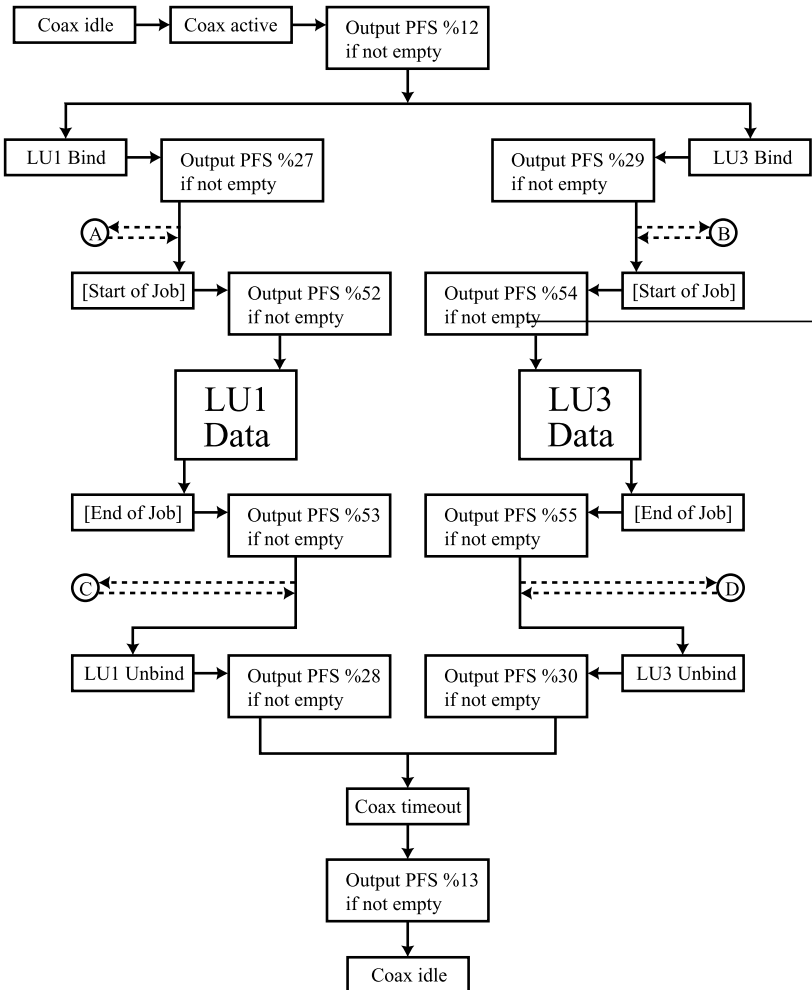 Coax idle
Coax active
Output PFS %12
if not empty
LU1 Bind
Output PFS %27
if not empty
Output PFS %29
if not empty
LU3 Bind
A
B
[Start of Job]
Output PFS %52
if not empty
Output PFS %54
if not empty
[Start of Job]
LU1
Data
LU3
Data
[End of Job]
Output PFS %53
if not empty
Output PFS %55
if not empty
[End of Job]
C
D
LU1 Unbind
Output PFS %28
if not empty
Output PFS %30
if not empty
LU3 Unbind
Coax timeout
Output PFS %13
if not empty
Coax idle